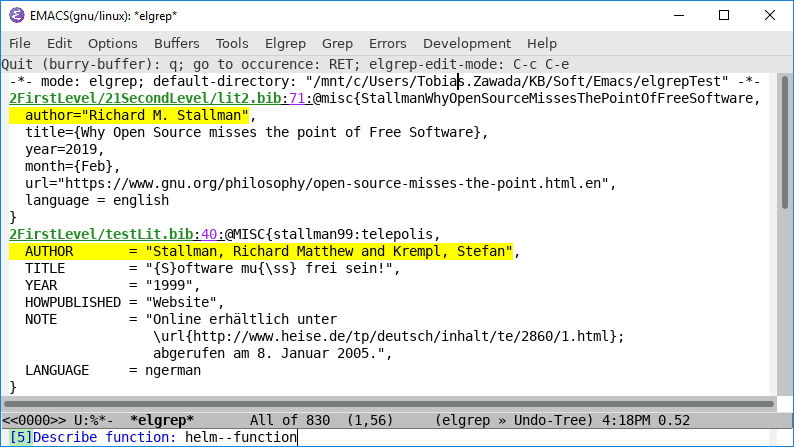 EMACS(gnu/linux): *elgrep*
File Edit Options Buffers Tools Elgrep Grep Errors Development Help
Quit (burry-buffer): q; go to occurence: RET; elgrep-edit-mode: C-c C-e
-*- mode: elgrep; default-directory: "/mnt/c/Users/Tobias.Zawada/KB/Soft/Emacs/elgrepTest" -*-
2FirstLevel/21SecondLevel/lit2.bib:71:@misc{StallmanWhyOpenSourceMissesThePointOfFreeSoftware,
  author="Richard M. Stallman",
  title={Why Open Source misses the point of Free Software},
  year=2019,
  month={Feb},
  url="https://www.gnu.org/philosophy/open-source-misses-the-point.html.en",
  language = english
}
2FirstLevel/testLit.bib:40:@MISC{stallman99:telepolis,
  AUTHOR       = "Stallman, Richard Matthew and Krempl, Stefan",
  TITLE        = "{S}oftware mu{\ss} frei sein!",
  YEAR         = "1999",
  HOWPUBLISHED = "Website",
  NOTE         = "Online erhältlich unter
                  \url{http://www.heise.de/tp/deutsch/inhalt/te/2860/1.html};
                  abgerufen am 8. Januar 2005.",
  LANGUAGE     = ngerman
}
<<0000>> U:%*-  *elgrep*       All of 830  (1,56)     (elgrep » Undo-Tree) 4:18PM 0.52
[5]Describe function: helm--function